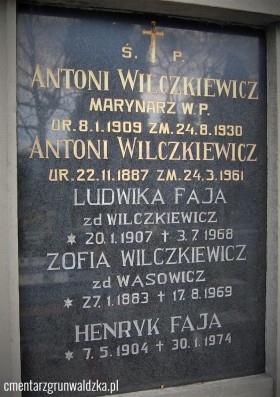 Ś. P.
ANTONI WILCZKIEWICZ
MARYNARZ W.P.
UR. 8.1.1909 ZM. 24.8.1930
ANTONI WILCZKIEWICZ
UR. 22.11.1887 ZM. 24.3.1961
LUDWIKA FAJA
zd WILCZKIEWICZ
* 20.1.1907 † 3.7.1968
ZOFIA WILCZKIEWICZ
zd WĄSOWICZ
* 27.1.1883 † 17.8.1969
HENRYK FAJA
* 7.5.1904 † 30.1.1974
cmentarzgrunwaldzka.pl